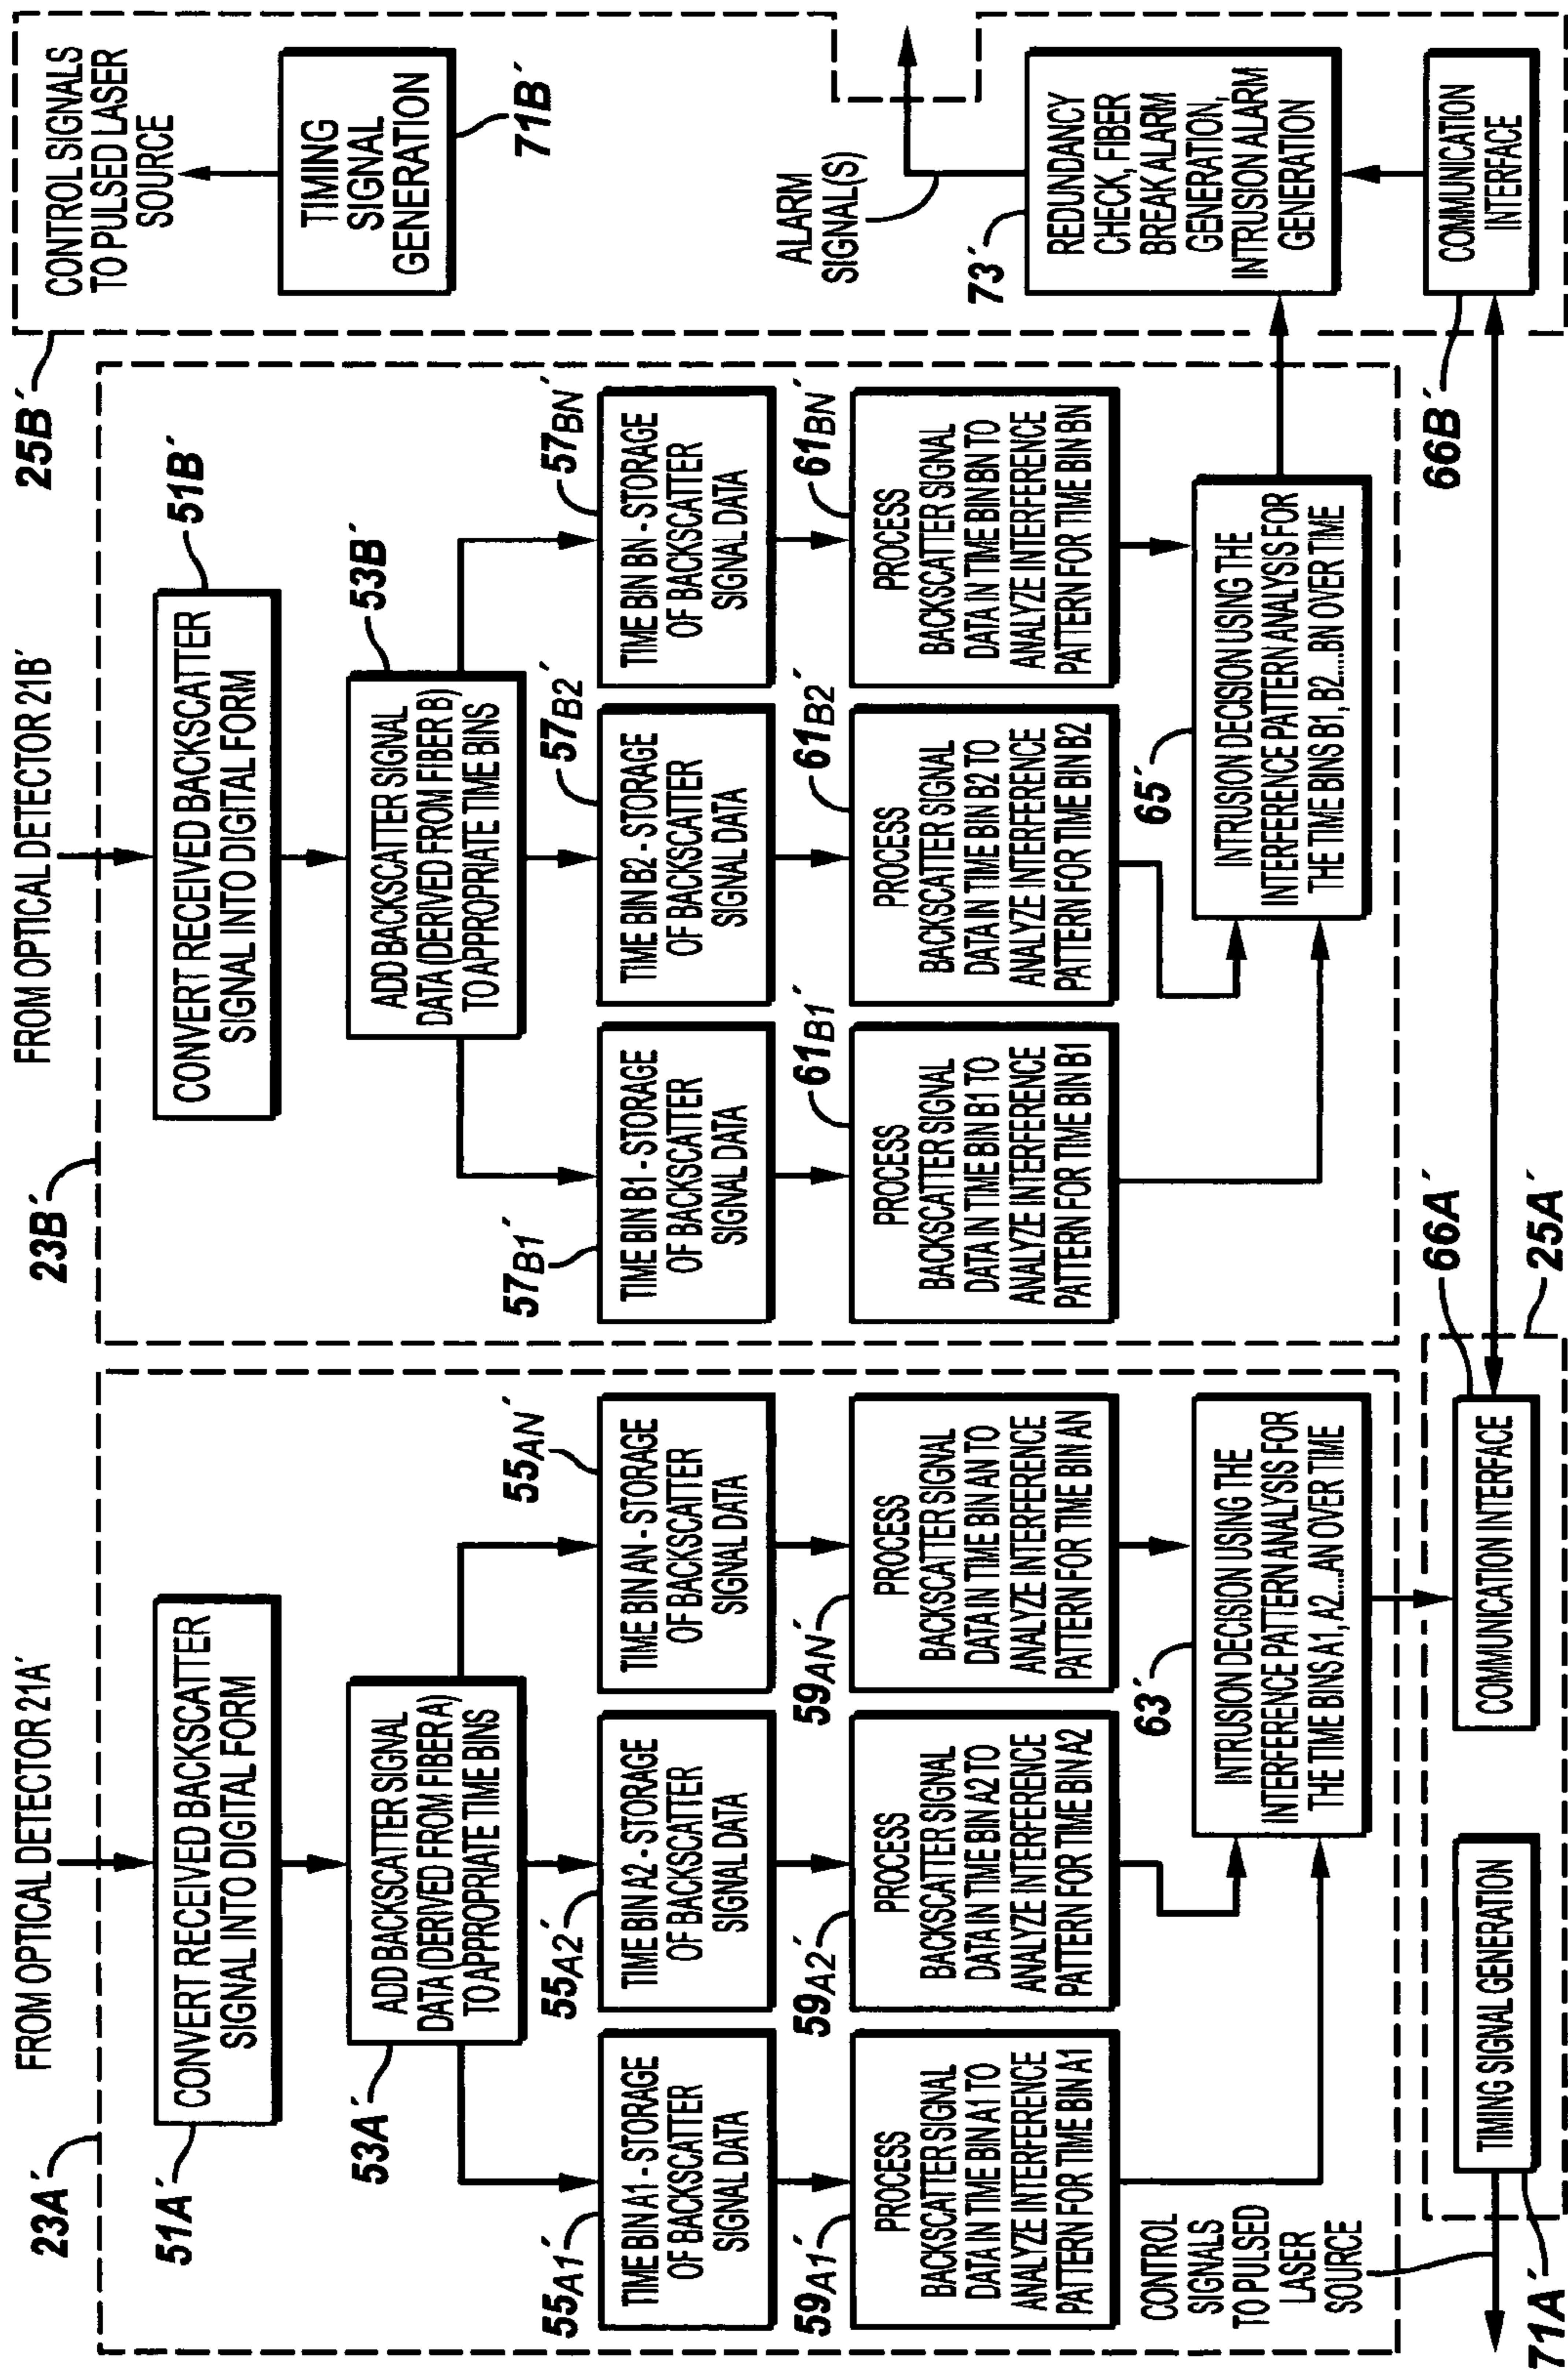 FROM OPTICAL DETECTOR 21A′
23A′
CONVERT RECEIVED BACKSCATTER
SIGNAL INTO DIGITAL FORM
51A′
ADD BACKSCATTER SIGNAL
DATA (DERIVED FROM FIBER A)
TO APPROPRIATE TIME BINS
53A′
TIME BIN A1 - STORAGE
OF BACKSCATTER
SIGNAL DATA
55A1′
TIME BIN A2 - STORAGE
OF BACKSCATTER
SIGNAL DATA
55A2′
TIME BIN AN - STORAGE
OF BACKSCATTER
SIGNAL DATA
55AN′
PROCESS
BACKSCATTER SIGNAL
DATA IN TIME BIN A1 TO
ANALYZE INTERFERENCE
PATTERN FOR TIME BIN A1
59A1′
PROCESS
BACKSCATTER SIGNAL
DATA IN TIME BIN A2 TO
ANALYZE INTERFERENCE
PATTERN FOR TIME BIN A2
59A2′
PROCESS
BACKSCATTER SIGNAL
DATA IN TIME BIN AN TO
ANALYZE INTERFERENCE
PATTERN FOR TIME BIN AN
59AN′
63′
INTRUSION DECISION USING THE
INTERFERENCE PATTERN ANALYSIS FOR
THE TIME BINS A1, A2...AN OVER TIME
CONTROL
SIGNALS
TO PULSED
LASER
SOURCE
TIMING SIGNAL GENERATION
71A′
COMMUNICATION INTERFACE
66A′
25A′
FROM OPTICAL DETECTOR 21B′
23B′
CONVERT RECEIVED BACKSCATTER
SIGNAL INTO DIGITAL FORM
51B′
ADD BACKSCATTER SIGNAL
DATA (DERIVED FROM FIBER B)
TO APPROPRIATE TIME BINS
53B′
TIME BIN B1 - STORAGE
OF BACKSCATTER
SIGNAL DATA
57B1′
TIME BIN B2 - STORAGE
OF BACKSCATTER
SIGNAL DATA
57B2′
TIME BIN BN - STORAGE
OF BACKSCATTER
SIGNAL DATA
57BN′
PROCESS
BACKSCATTER SIGNAL
DATA IN TIME BIN B1 TO
ANALYZE INTERFERENCE
PATTERN FOR TIME BIN B1
61B1′
PROCESS
BACKSCATTER SIGNAL
DATA IN TIME BIN B2 TO
ANALYZE INTERFERENCE
PATTERN FOR TIME BIN B2
61B2′
PROCESS
BACKSCATTER SIGNAL
DATA IN TIME BIN BN TO
ANALYZE INTERFERENCE
PATTERN FOR TIME BIN BN
61BN′
65′
INTRUSION DECISION USING THE
INTERFERENCE PATTERN ANALYSIS FOR
THE TIME BINS B1, B2....BN OVER TIME
25B′
CONTROL SIGNALS
TO PULSED LASER
SOURCE
TIMING
SIGNAL
GENERATION
71B′
ALARM
SIGNAL(S)
73′
REDUNDANCY
CHECK, FIBER
BREAK ALARM
GENERATION,
INTRUSION ALARM
GENERATION
COMMUNICATION
INTERFACE
66B′